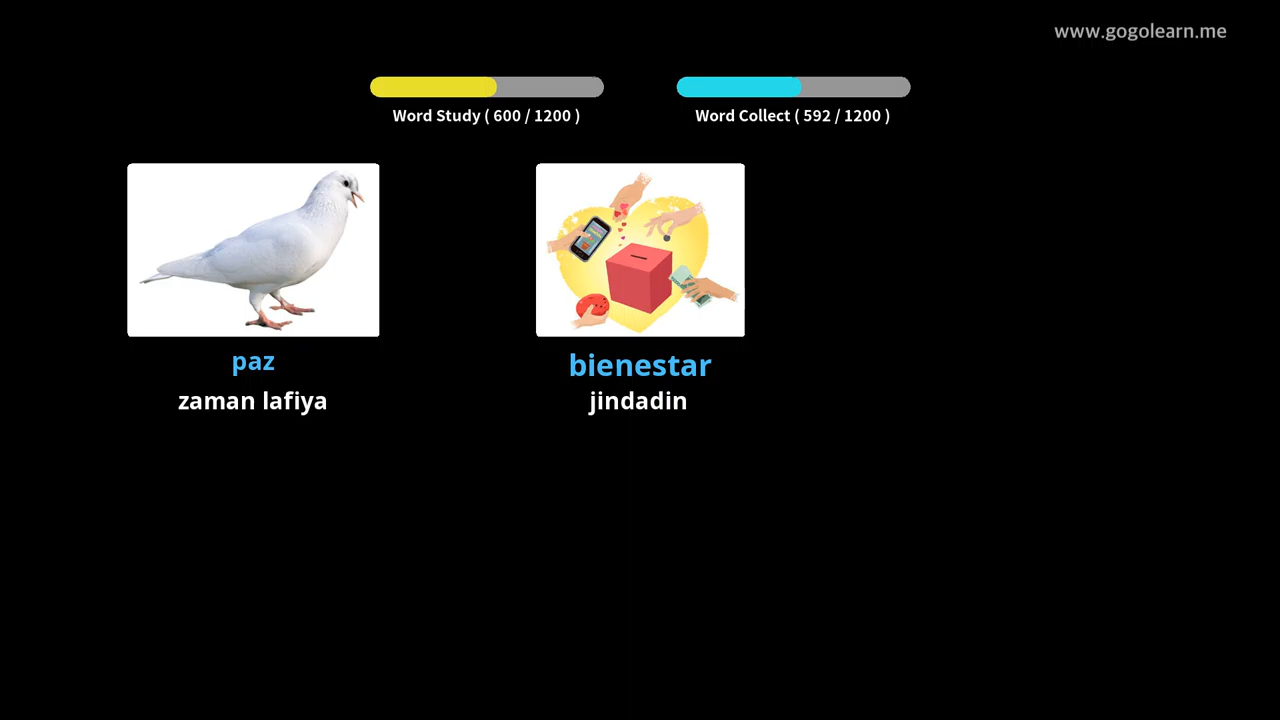 www.gogolearn.me
Word Study ( 600 / 1200 )
Word Collect ( 592 / 1200 )
paz
zaman lafiya
bienestar
jindadin